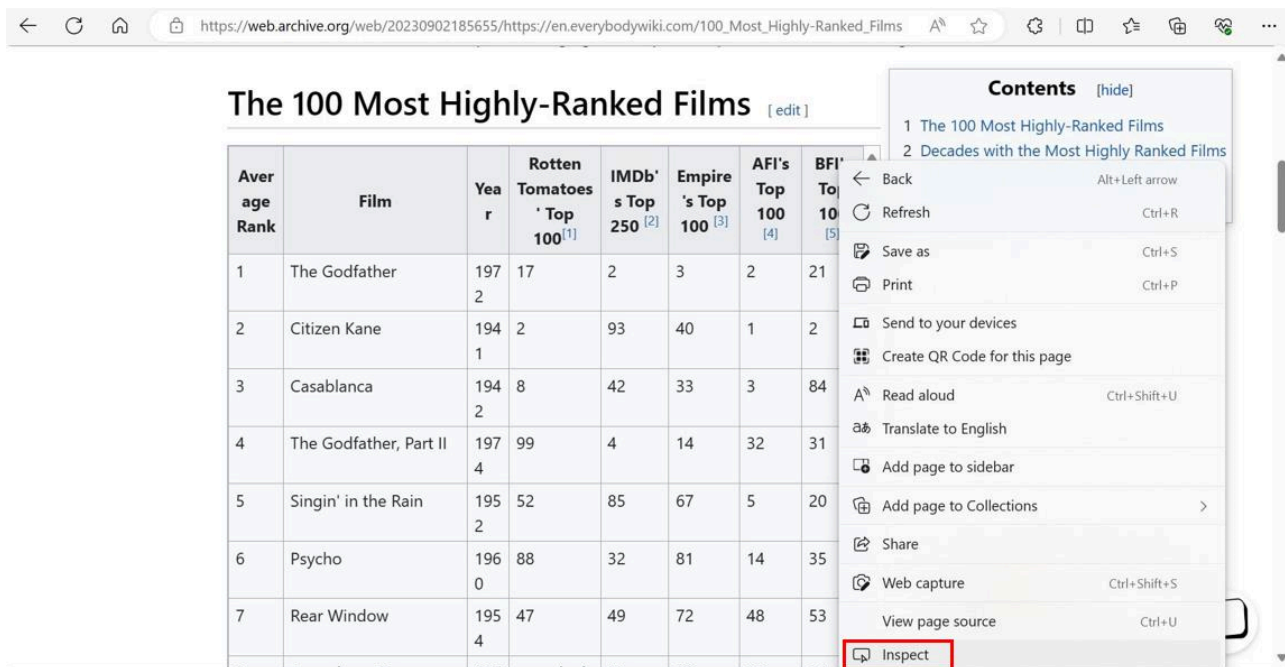 https://web.archive.org/web/20230902185655/https://en.everybodywiki.com/100_Most_Highly-Ranked_Films
The 100 Most Highly-Ranked Films [ edit ]
Contents [hide]
1 The 100 Most Highly-Ranked Films
2 Decades with the Most Highly Ranked Films
Aver
age
Rank
Film
Yea
r
Rotten
Tomatoes
' Top
100[1]
IMDb'
s Top
250 [2]
Empire
's Top
100 [3]
AFI's
Top
100
[4]
BFI'
To
10
[5]
1 The Godfather 197 17 2 3 2 21
2
2 Citizen Kane 194 2 93 40 1 2
1
3 Casablanca 194 8 42 33 3 84
2
4 The Godfather, Part II 197 99 4 14 32 31
4
5 Singin' in the Rain 195 52 85 67 5 20
2
6 Psycho 196 88 32 81 14 35
0
7 Rear Window 195 47 49 72 48 53
4
Back Alt+Left arrow
Refresh Ctrl+R
Save as Ctrl+S
Print Ctrl+P
Send to your devices
Create QR Code for this page
Read aloud Ctrl+Shift+U
Translate to English
Add page to sidebar
Add page to Collections
Share
Web capture Ctrl+Shift+S
View page source Ctrl+U
Inspect